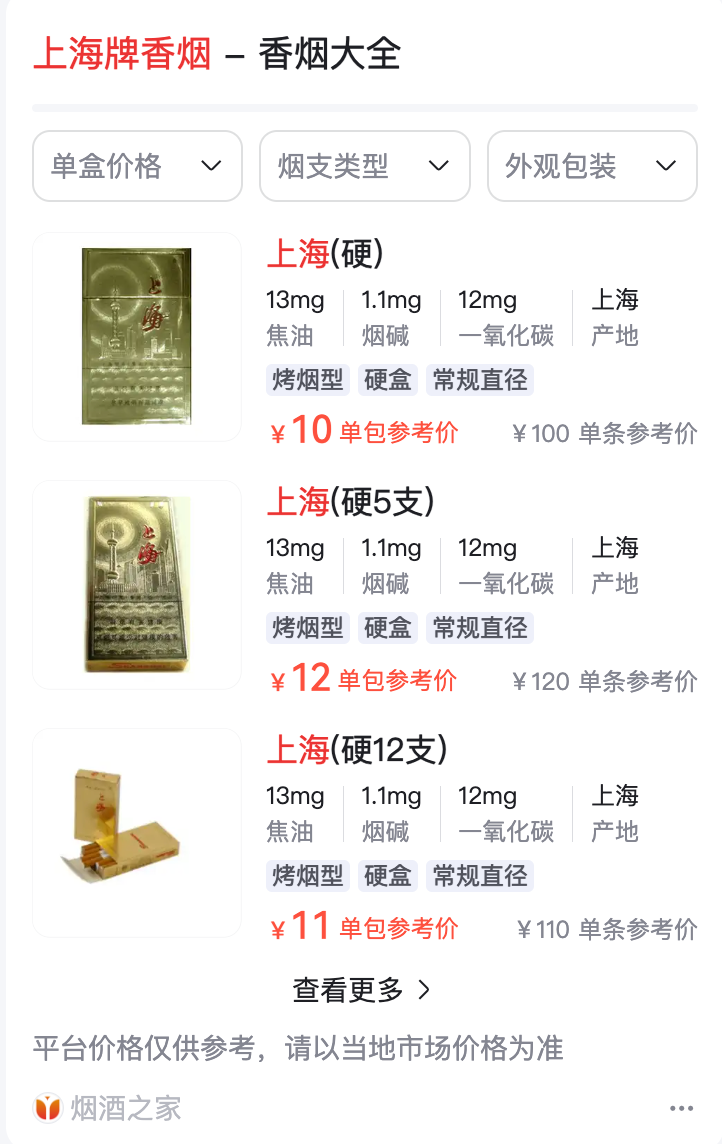 上海牌香烟 – 香烟大全
单盒价格 烟支类型 外观包装
上海
上海(硬)
13mg 1.1mg 12mg 上海
焦油 烟碱 一氧化碳 产地
烤烟型 硬盒 常规直径
¥10 单包参考价 ¥100 单条参考价
上海
上海(硬5支)
13mg 1.1mg 12mg 上海
焦油 烟碱 一氧化碳 产地
烤烟型 硬盒 常规直径
¥12 单包参考价 ¥120 单条参考价
上海
上海(硬12支)
13mg 1.1mg 12mg 上海
焦油 烟碱 一氧化碳 产地
烤烟型 硬盒 常规直径
¥11 单包参考价 ¥110 单条参考价
查看更多 >
平台价格仅供参考，请以当地市场价格为准
烟酒之家